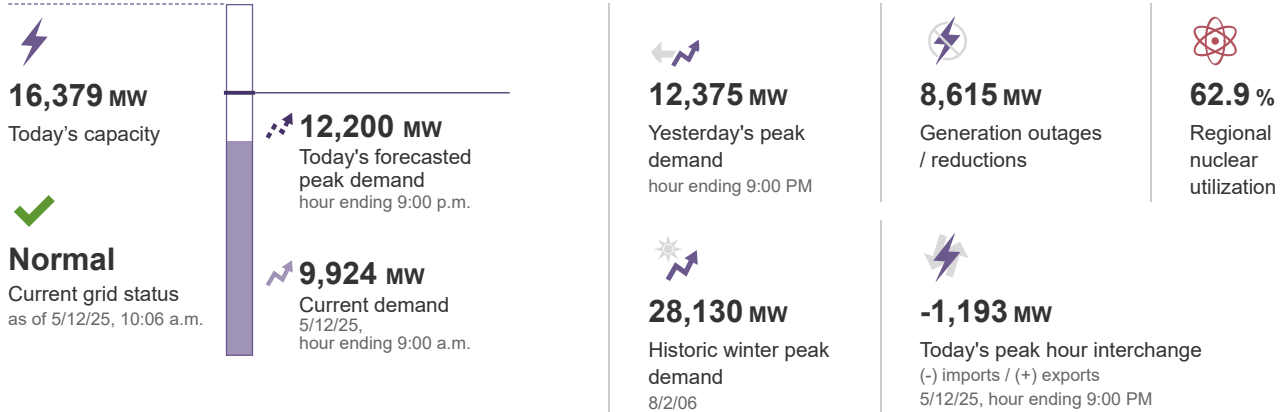 16,379 MW
Today’s capacity
Normal
Current grid status
as of 5/12/25, 10:06 a.m.
12,200 MW
Today's forecasted
peak demand
hour ending 9:00 p.m.
9,924 MW
Current demand
5/12/25,
hour ending 9:00 a.m.
12,375 MW
Yesterday's peak
demand
hour ending 9:00 PM
8,615 MW
Generation outages
/ reductions
62.9 %
Regional
nuclear
utilization
28,130 MW
Historic winter peak
demand
8/2/06
-1,193 MW
Today's peak hour interchange
(-) imports / (+) exports
5/12/25, hour ending 9:00 PM